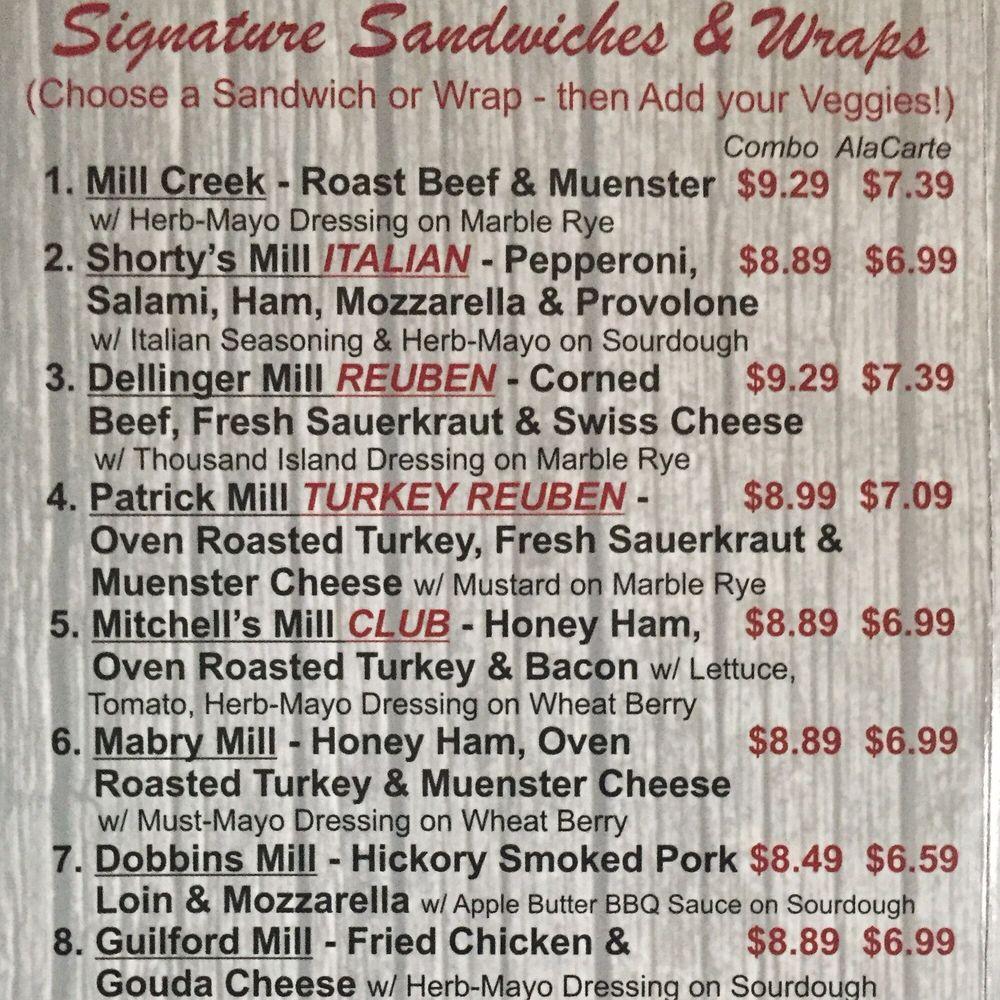 Signature Sandwiches & Wraps
(Choose a Sandwich or Wrap - then Add your Veggies!)
Combo AlaCarte
1. Mill Creek - Roast Beef & Muenster $9.29 $7.39
w/ Herb-Mayo Dressing on Marble Rye
2. Shorty's Mill ITALIAN - Pepperoni, $8.89 $6.99
Salami, Ham, Mozzarella & Provolone
w/ Italian Seasoning & Herb-Mayo on Sourdough
3. Dellinger Mill REUBEN - Corned $9.29 $7.39
Beef, Fresh Sauerkraut & Swiss Cheese
w/ Thousand Island Dressing on Marble Rye
4. Patrick Mill TURKEY REUBEN - $8.99 $7.09
Oven Roasted Turkey, Fresh Sauerkraut &
Muenster Cheese w/ Mustard on Marble Rye
5. Mitchell's Mill CLUB - Honey Ham, $8.89 $6.99
Oven Roasted Turkey & Bacon w/ Lettuce,
Tomato, Herb-Mayo Dressing on Wheat Berry
6. Mabry Mill - Honey Ham, Oven $8.89 $6.99
Roasted Turkey & Muenster Cheese
w/ Must-Mayo Dressing on Wheat Berry
7. Dobbins Mill - Hickory Smoked Pork $8.49 $6.59
Loin & Mozzarella w/ Apple Butter BBQ Sauce on Sourdough
8. Guilford Mill - Fried Chicken & $8.89 $6.99
Gouda Cheese w/ Herb-Mayo Dressing on Sourdough